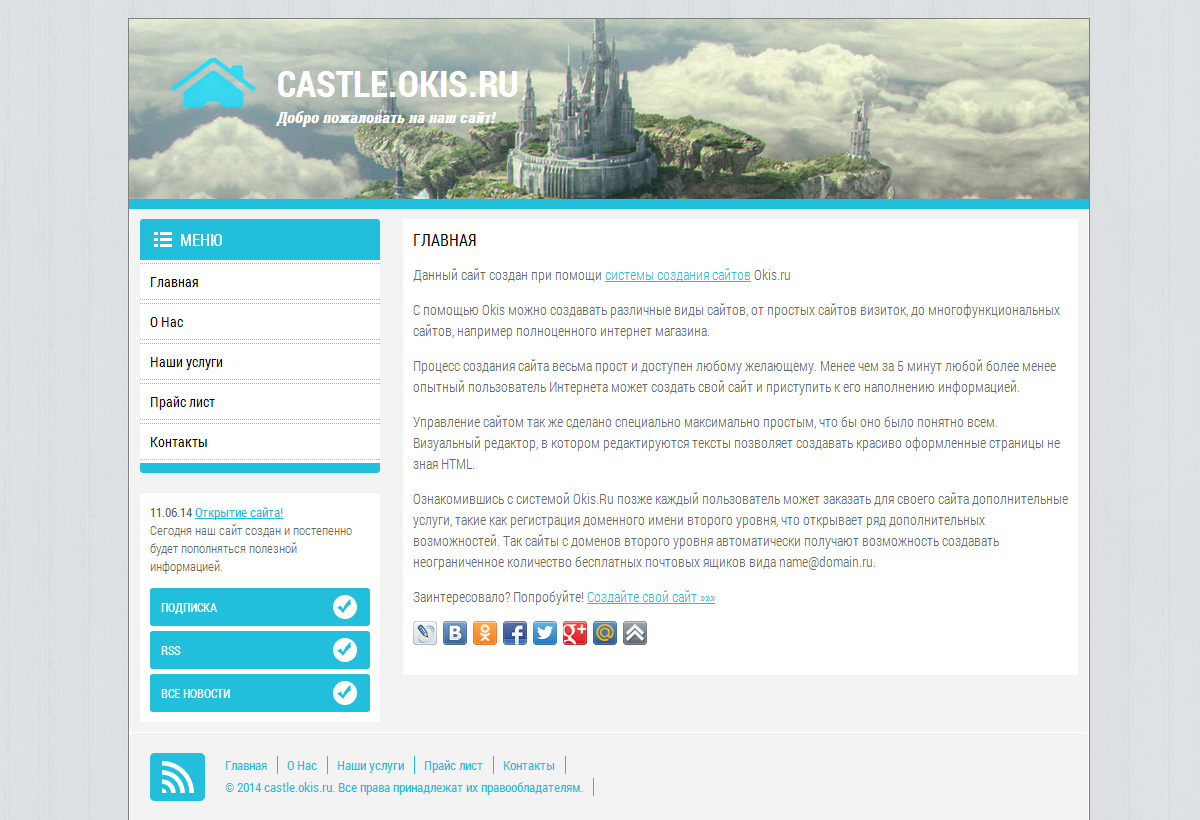 CASTLE.OKIS.RU
Добро пожаловать на наш сайт!
МЕНЮ
Главная
О Нас
Наши услуги
Прайс лист
Контакты
11.06.14 Открытие сайта!
Сегодня наш сайт создан и постепенно
будет пополняться полезной
информацией.
ПОДПИСКА
RSS
ВСЕ НОВОСТИ
ГЛАВНАЯ
Данный сайт создан при помощи системы создания сайтов Okis.ru
С помощью Okis можно создавать различные виды сайтов, от простых сайтов визиток, до многофункциональных
сайтов, например полноценного интернет магазина.
Процесс создания сайта весьма прост и доступен любому желающему. Менее чем за 5 минут любой более менее
опытный пользователь Интернета может создать свой сайт и приступить к его наполнению информацией.
Управление сайтом так же сделано специально максимально простым, что бы оно было понятно всем.
Визуальный редактор, в котором редактируются тексты позволяет создавать красиво оформленные страницы не
зная HTML.
Ознакомившись с системой Okis.Ru позже каждый пользователь может заказать для своего сайта дополнительные
услуги, такие как регистрация доменного имени второго уровня, что открывает ряд дополнительных
возможностей. Так сайты с доменов второго уровня автоматически получают возможность создавать
неограниченное количество бесплатных почтовых ящиков вида name@domain.ru.
Заинтересовало? Попробуйте! Создайте свой сайт »»»
Главная О Нас Наши услуги Прайс лист Контакты
© 2014 castle.okis.ru. Все права принадлежат их правообладателям.